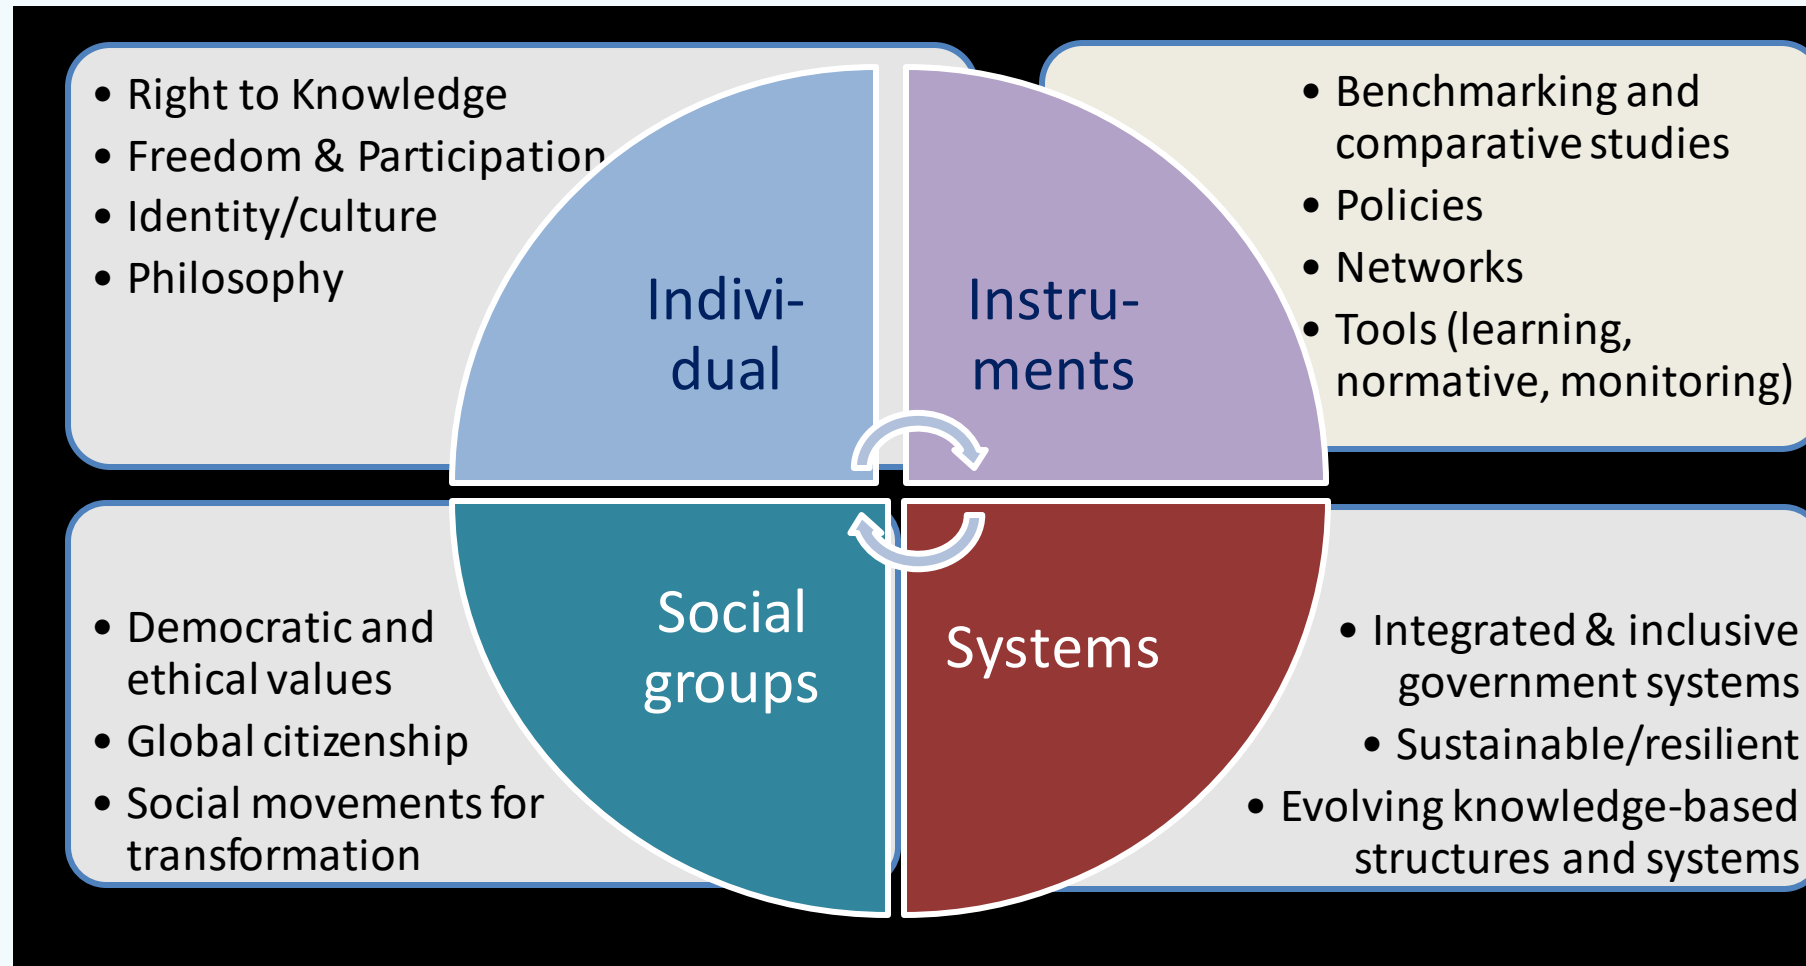 • Right to Knowledge
• Freedom & Participation
• Identity/culture
• Philosophy
Indivi-
dual
Instru-
ments
• Benchmarking and
comparative studies
• Policies
• Networks
• Tools (learning,
normative, monitoring)
• Democratic and
ethical values
• Global citizenship
• Social movements for
transformation
Social
groups
Systems
• Integrated & inclusive
government systems
• Sustainable/resilient
• Evolving knowledge-based
structures and systems